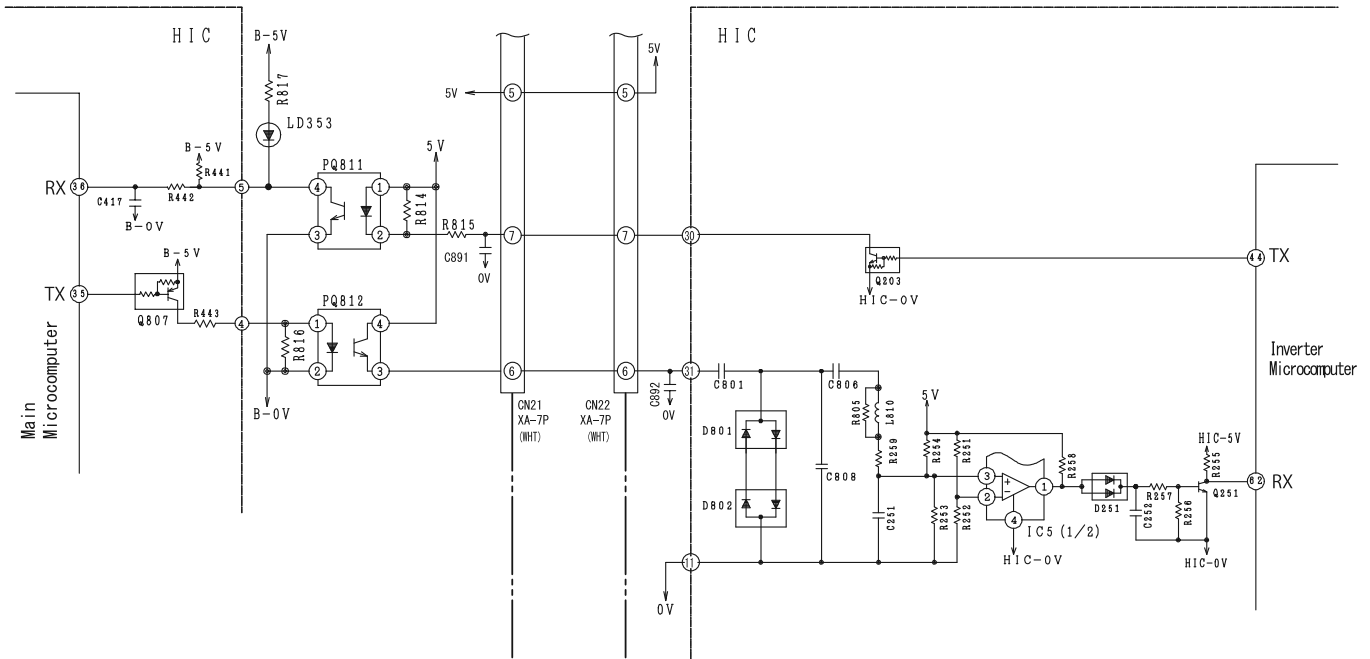 HIC
B-5V
R817
LD353
B-5V
R441
RX
36
C417
R442
B-0V
5
PQ811
4
1
3
2
5V
R814
R815
C891
0V
B-5V
TX
35
Q807
R443
4
PQ812
1
4
2
3
R816
B-0V
Main
Microcomputer
5V
5
5
5V
7
7
6
6
CN21
XA-7P
(WHT)
CN22
XA-7P
(WHT)
C892
0V
HIC
30
31
11
0V
Q203
HIC-0V
44
TX
C801
C806
D801
D802
C808
R805
L810
R259
C251
5V
R254
R251
R253
R252
3
2
1
4
IC5 (1/2)
HIC-0V
R258
D251
C252
R257
R256
HIC-5V
R255
Q251
HIC-0V
62
RX
Inverter
Microcomputer